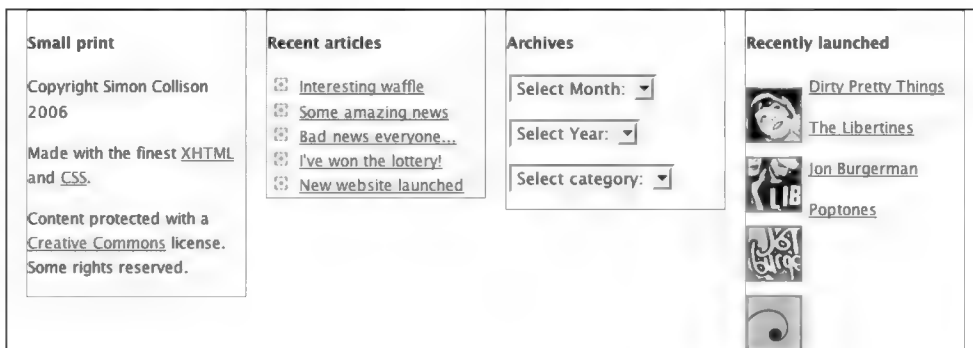 Small print
Copyright Simon Collison
2006
Made with the finest XHTML
and CSS.
Content protected with a
Creative Commons license.
Some rights reserved.
Recent articles
Interesting waffle
Some amazing news
Bad news everyone...
I've won the lottery!
New website launched
Archives
Select Month:
Select Year:
Select category:
Recently launched
Dirty Pretty Things
The Libertines
Jon Burgerman
Poptones
LIB